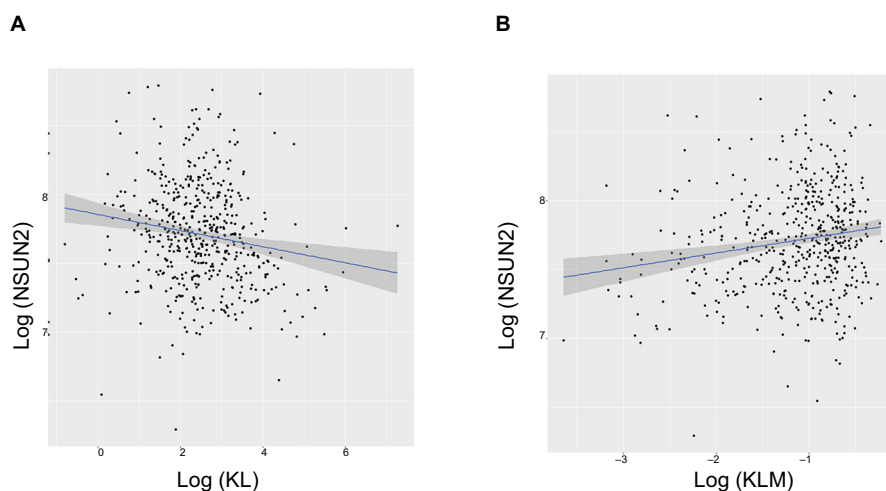 A
B
Log (NSUN2)
8
7
0
2
4
6
Log (KL)
Log (NSUN2)
8
7
–3
–2
–1
Log (KLM)